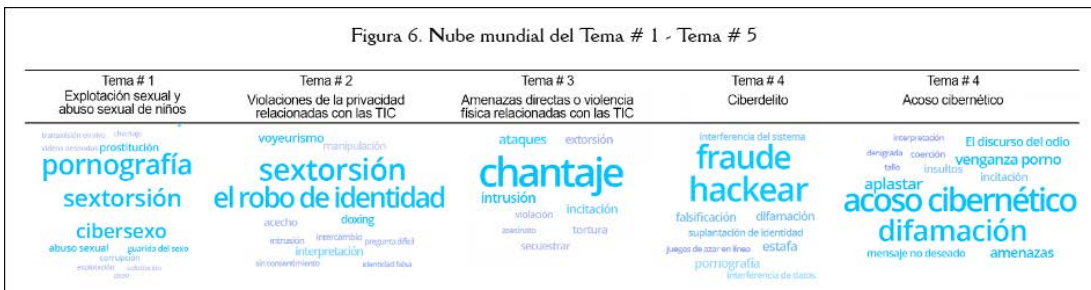 Figura 6. Nube mundial del Tema # 1 - Tema # 5
Tema # 1
Explotación sexual y
abuso sexual de niños
Tema # 2
Violaciones de la privacidad
relacionadas con las TIC
Tema # 3
Amenazas directas o violencia
física relacionadas con las TIC
Tema # 4
Ciberdelito
Tema # 4
Acoso cibernético
transmisión en vivo chantaje
videos desnudos prostitución
pornografía
sextorsión
cibersexo
abuso sexual guarida del sexo
corrupción
explotación
voyeurismo
manipulación
sextorsión
el robo de identidad
acecho doxing
intrusión intercambio pregunta difícil
interpretación
sin consentimiento identidad falsa
ataques extorsión
chantaje
intrusión
violación incitación
asesinato tortura
secuestrar
interferencia del sistema
fraude
hackear
falsificación difamación
suplantación de identidad
juegos de azar en línea estafa
pornografía
interferencia de datos
interpretación El discurso del odio
denigrada coerción venganza porno
tallo insultos
aplastar incitación
acoso cibernético
difamación
mensaje no deseado amenazas